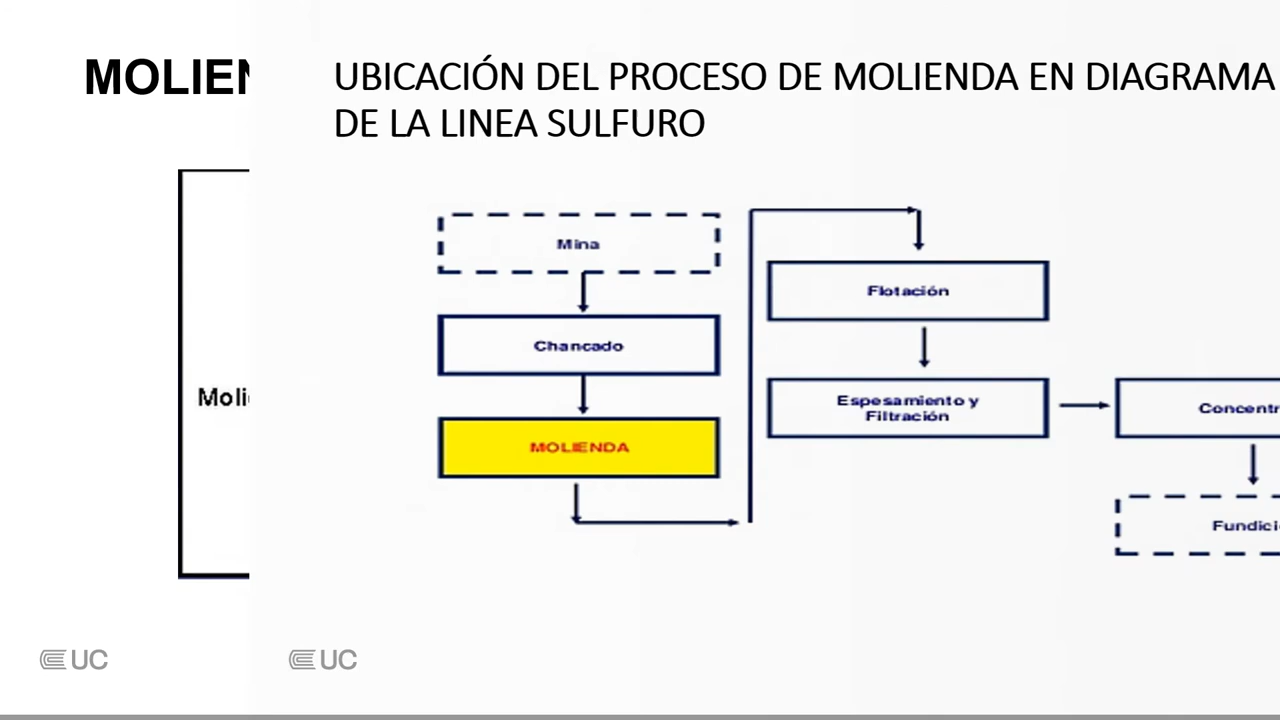 MOLIEN
Moli
UC
UBICACIÓN DEL PROCESO DE MOLIENDA EN DIAGRAMA
DE LA LINEA SULFURO
Mina
Chancado
MOLIENDA
Flotación
Espesamiento y
Filtración
Concentr
Fundici
UC